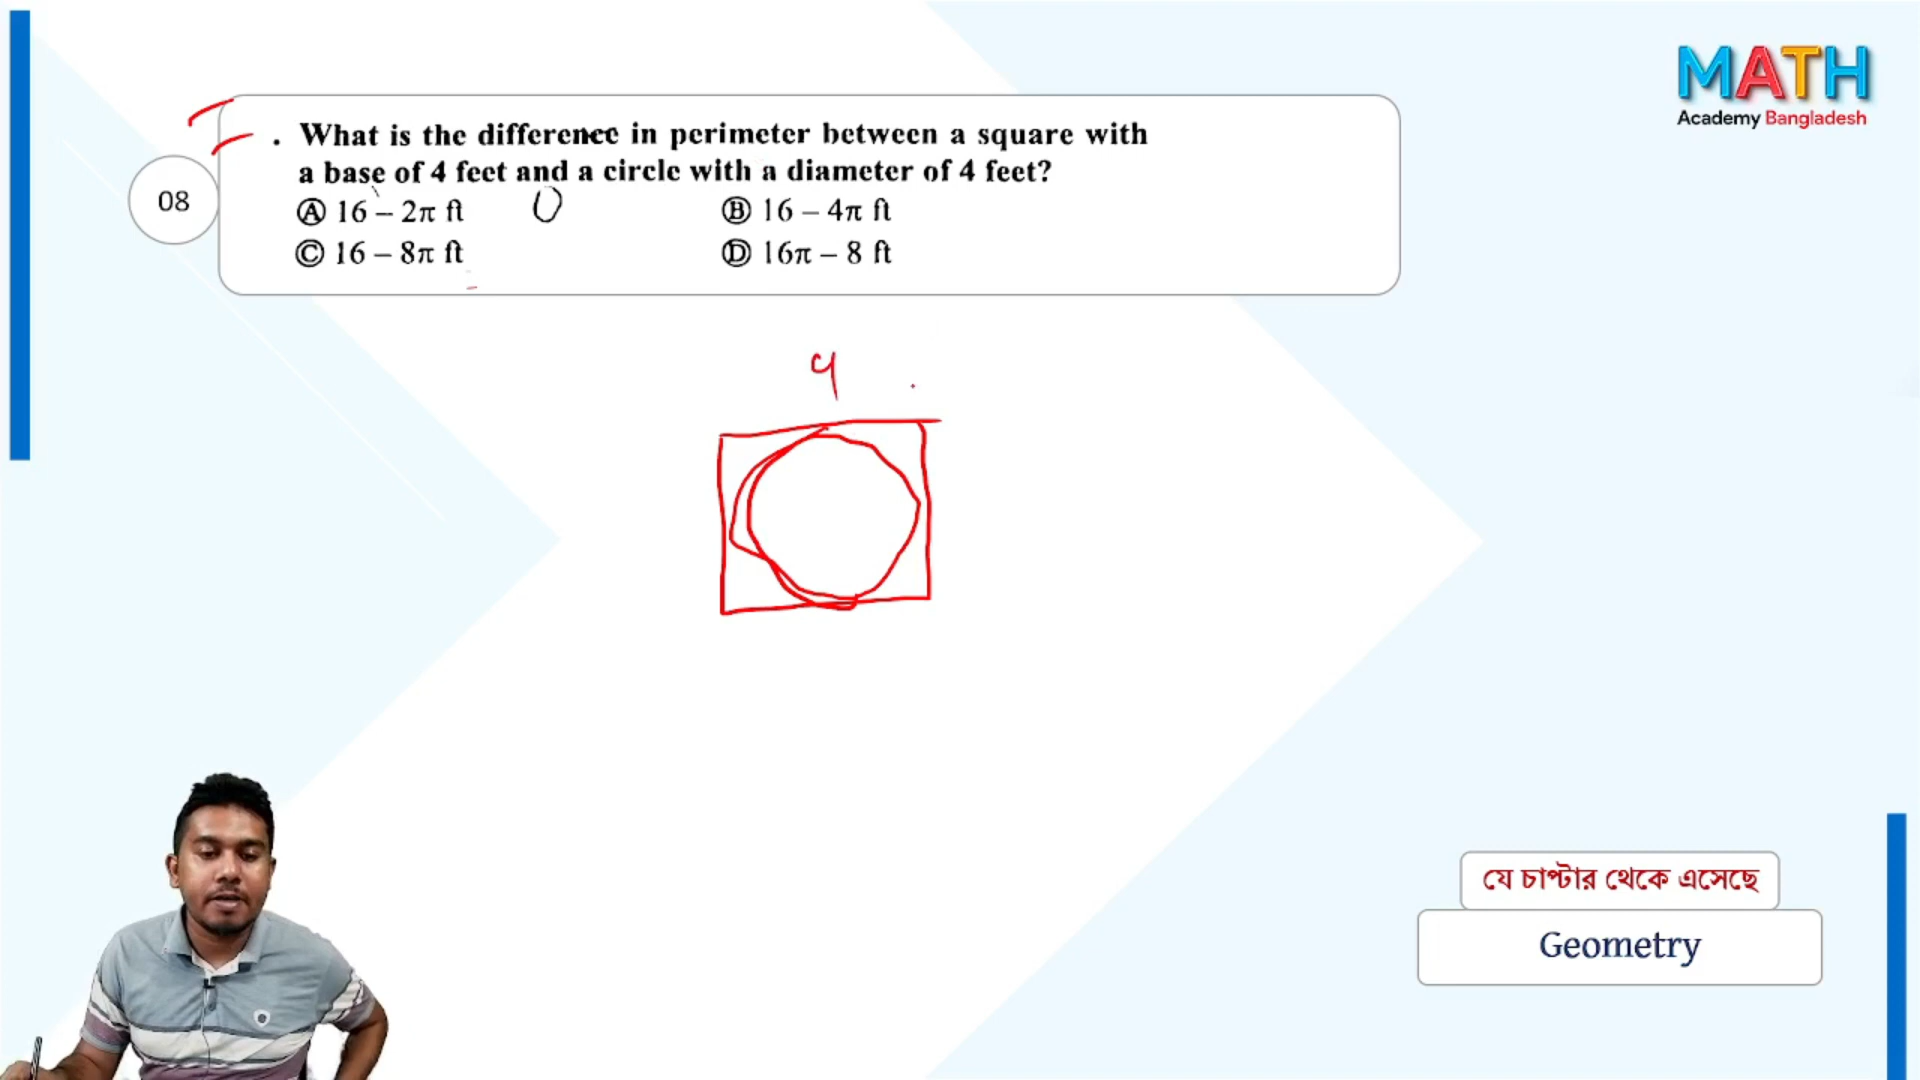 MATH
Academy Bangladesh
08
. What is the difference in perimeter between a square with
a base of 4 feet and a circle with a diameter of 4 feet?
Ⓐ 16 – 2π ft Ⓑ 16 – 4π ft
Ⓒ 16 – 8π ft Ⓓ 16π – 8 ft
4
যে চাপ্টার থেকে এসেছে
Geometry